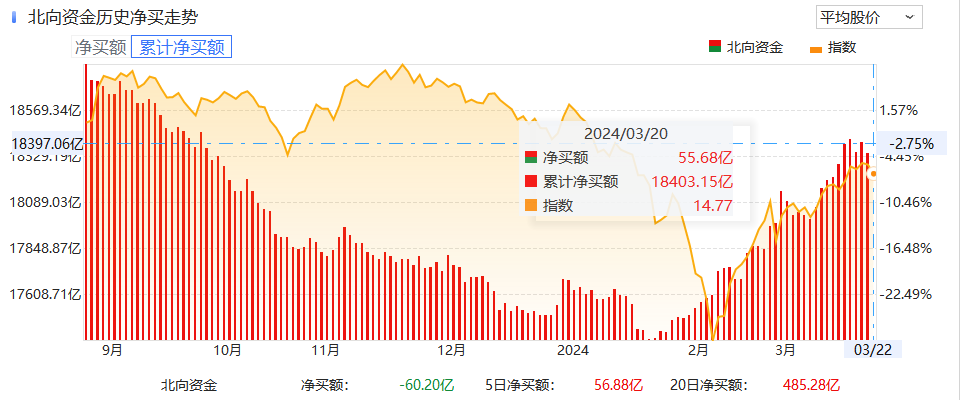 北向资金历史净买走势
平均股价
净买额 累计净买额
北向资金 指数
18569.34亿 1.57%
18397.06亿 -2.75%
18329.19亿 -4.45%
18089.03亿 -10.46%
17848.87亿 -16.48%
17608.71亿 -22.49%
2024/03/20
净买额 55.68亿
累计净买额 18403.15亿
指数 14.77
9月 10月 11月 12月 2024 2月 3月 03/22
北向资金 净买额： -60.20亿 5日净买额： 56.88亿 20日净买额： 485.28亿